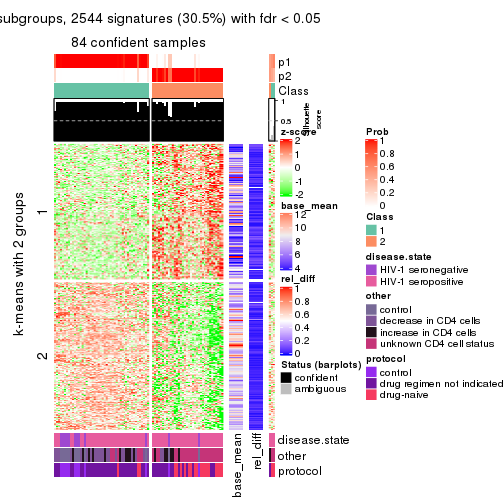 subgroups, 2544 signatures (30.5%) with fdr < 0.05
84 confident samples
p1
p2
Class
1
0.5
0
silhouette
score
k-means with 2 groups
1
2
z-score
2
1
0
-1
-2
base_mean
12
10
8
6
4
rel_diff
1
0.8
0.6
0.4
0.2
0
Status (barplots)
confident
ambiguous
Prob
1
0.8
0.6
0.4
0.2
0
Class
1
2
disease.state
HIV-1 seronegative
HIV-1 seropositive
other
control
decrease in CD4 cells
increase in CD4 cells
unknown CD4 cell status
protocol
control
drug regimen not indicated
drug-naive
disease.state
other
protocol
base_mean
rel_diff